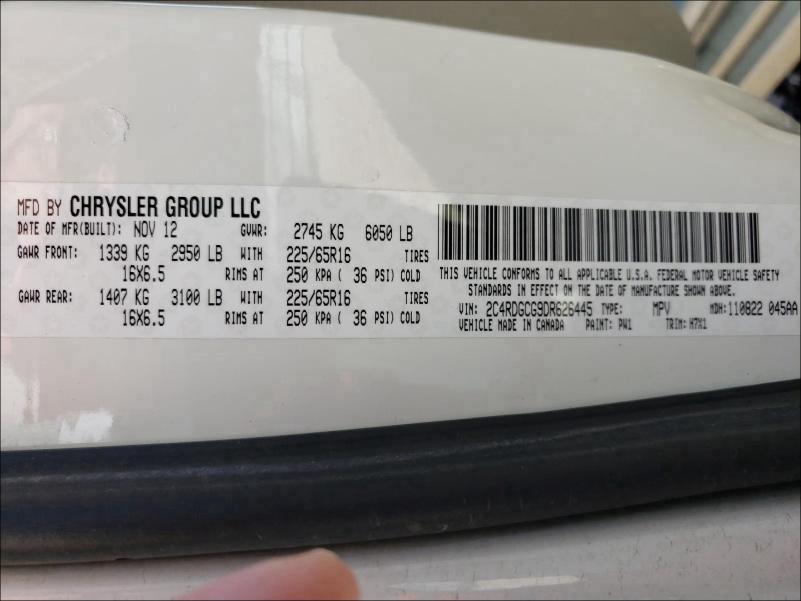 MFD BY CHRYSLER GROUP LLC
DATE OF MFR(BUILT): NOV 12 GVWR: 2745 KG 6050 LB
GAWR FRONT: 1339 KG 2950 LB WITH 225/65R16 TIRES
16X6.5 RIMS AT 250 KPA ( 36 PSI) COLD
GAWR REAR: 1407 KG 3100 LB WITH 225/65R16 TIRES
16X6.5 RIMS AT 250 KPA ( 36 PSI) COLD
THIS VEHICLE CONFORMS TO ALL APPLICABLE U.S.A. FEDERAL MOTOR VEHICLE SAFETY
STANDARDS IN EFFECT ON THE DATE OF MANUFACTURE SHOWN ABOVE.
VIN: 2C4RDGCG9DR626445 TYPE: MPV MDH: 110822 045AA
VEHICLE MADE IN CANADA PAINT: PW1 TRIM: H7X1